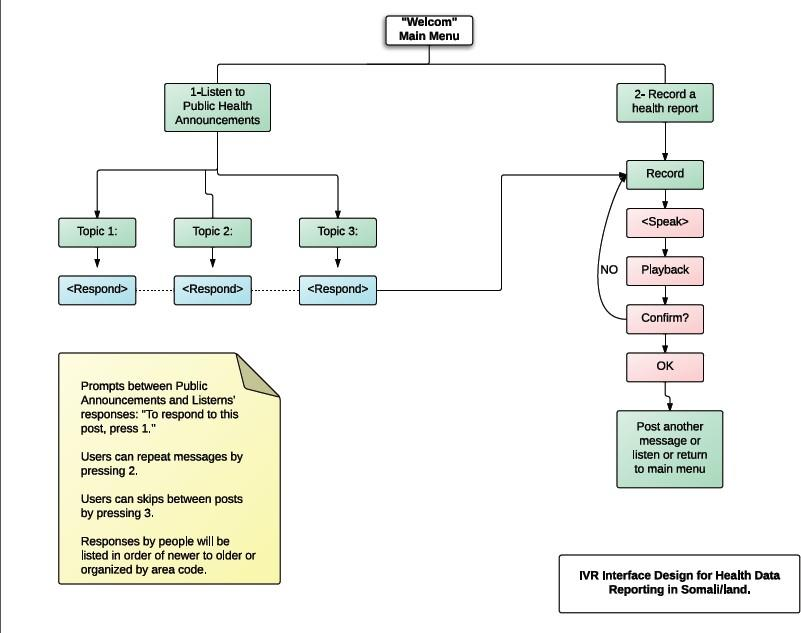 "Welcom"
Main Menu
1-Listen to
Public Health
Announcements
2- Record a
health report
Record
Topic 1:
Topic 2:
Topic 3:
<Speak>
<Respond>
<Respond>
<Respond>
NO
Playback
Confirm?
OK
Post another
message or
listen or return
to main menu
Prompts between Public
Announcements and Listerns'
responses: "To respond to this
post, press 1."
Users can repeat messages by
pressing 2.
Users can skips between posts
by pressing 3.
Responses by people will be
listed in order of newer to older or
organized by area code.
IVR Interface Design for Health Data
Reporting in Somali/land.